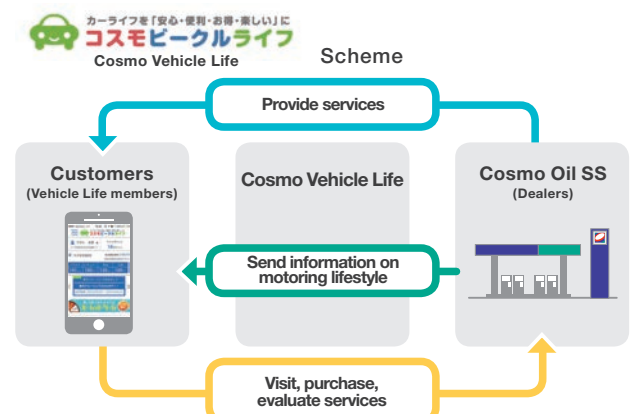 カーライフを「安心・便利・お得・楽しい」に
コスモビークルライフ
Cosmo Vehicle Life
Scheme
Provide services
Customers
(Vehicle Life members)
Cosmo Vehicle Life
Cosmo Oil SS
(Dealers)
Send information on
motoring lifestyle
Visit, purchase,
evaluate services